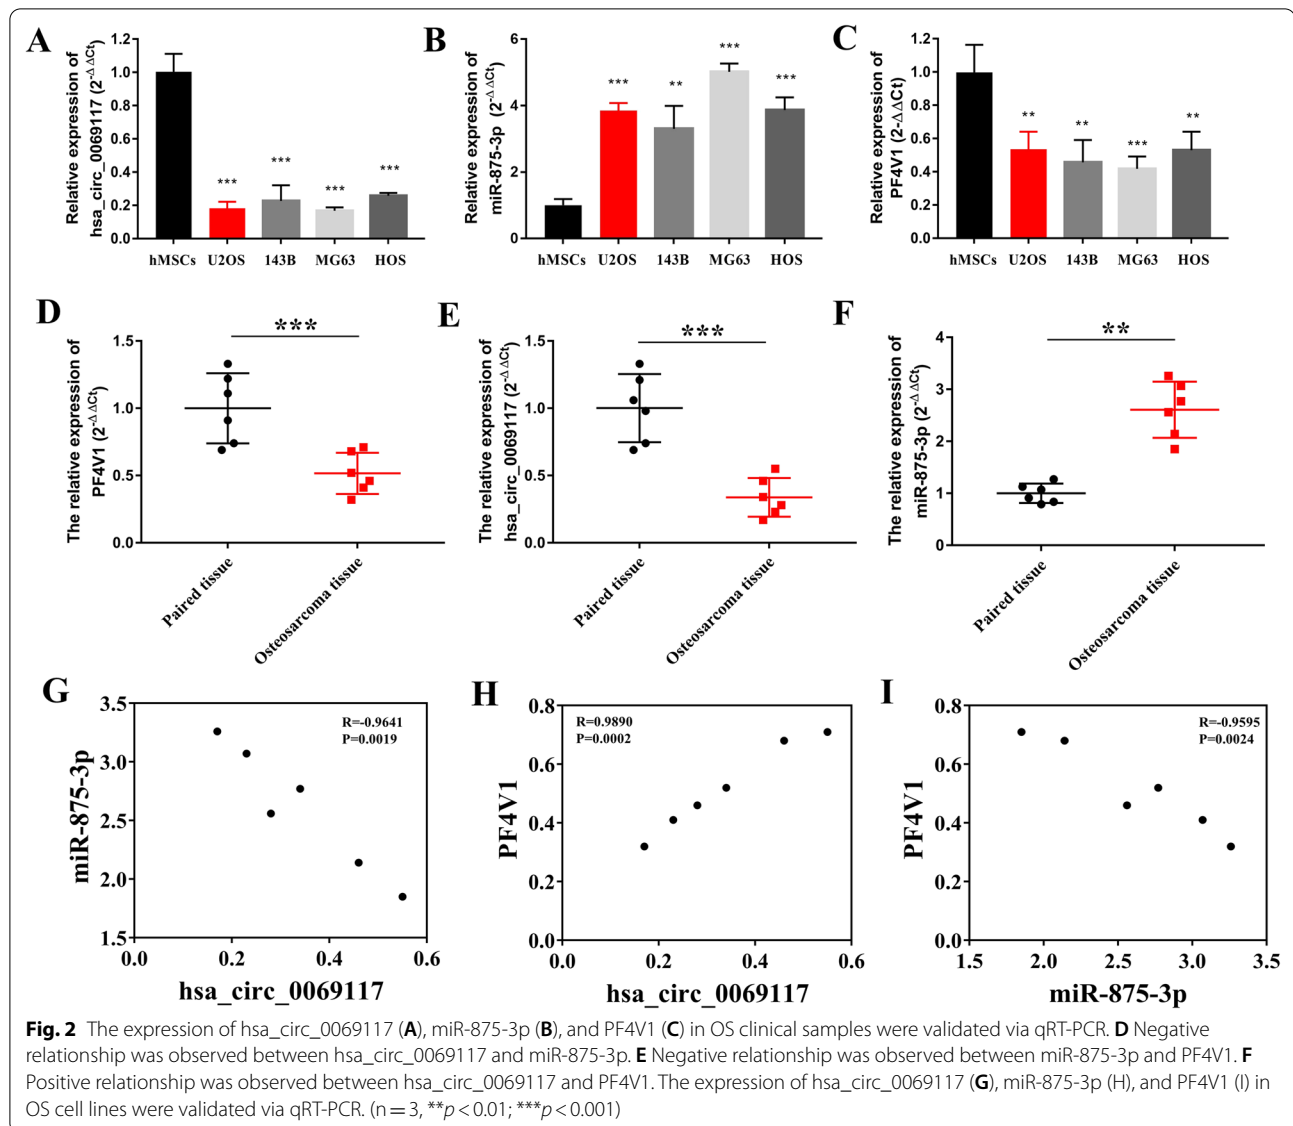 A
Relative expression of
hsa_circ_0069117 (2-ΔΔCt)
1.2
1.0
0.8
0.6
0.4
0.2
0.0
***
***
***
***
hMSCs U2OS 143B MG63 HOS
B
Relative expression of
miR-875-3p (2-ΔΔCt)
6
4
2
0
***
**
***
***
hMSCs U2OS 143B MG63 HOS
C
Relative expression of
PF4V1 (2-ΔΔCt)
1.2
1.0
0.8
0.6
0.4
0.2
0.0
**
**
***
**
hMSCs U2OS 143B MG63 HOS
D
The relative expression of
PF4V1 (2-ΔΔCt)
1.5
1.0
0.5
0.0
***
Paired tissue
Osteosarcoma tissue
E
The relative expression of
hsa_circ_0069117 (2-ΔΔCt)
1.5
1.0
0.5
0.0
***
Paired tissue
Osteosarcoma tissue
F
The relative expression of
miR-875-3p (2-ΔΔCt)
4
3
2
1
0
**
Paired tissue
Osteosarcoma tissue
G
miR-875-3p
3.5
3.0
2.5
2.0
1.5
R=-0.9641
P=0.0019
0.0 0.2 0.4 0.6
hsa_circ_0069117
H
PF4V1
0.8
0.6
0.4
0.2
0.0
R=0.9890
P=0.0002
0.0 0.2 0.4 0.6
hsa_circ_0069117
I
PF4V1
0.8
0.6
0.4
0.2
0.0
R=-0.9595
P=0.0024
1.5 2.0 2.5 3.0 3.5
miR-875-3p
Fig. 2 The expression of hsa_circ_0069117 (A), miR-875-3p (B), and PF4V1 (C) in OS clinical samples were validated via qRT-PCR. D Negative
relationship was observed between hsa_circ_0069117 and miR-875-3p. E Negative relationship was observed between miR-875-3p and PF4V1. F
Positive relationship was observed between hsa_circ_0069117 and PF4V1. The expression of hsa_circ_0069117 (G), miR-875-3p (H), and PF4V1 (I) in
OS cell lines were validated via qRT-PCR. (n = 3, **p < 0.01; ***p < 0.001)